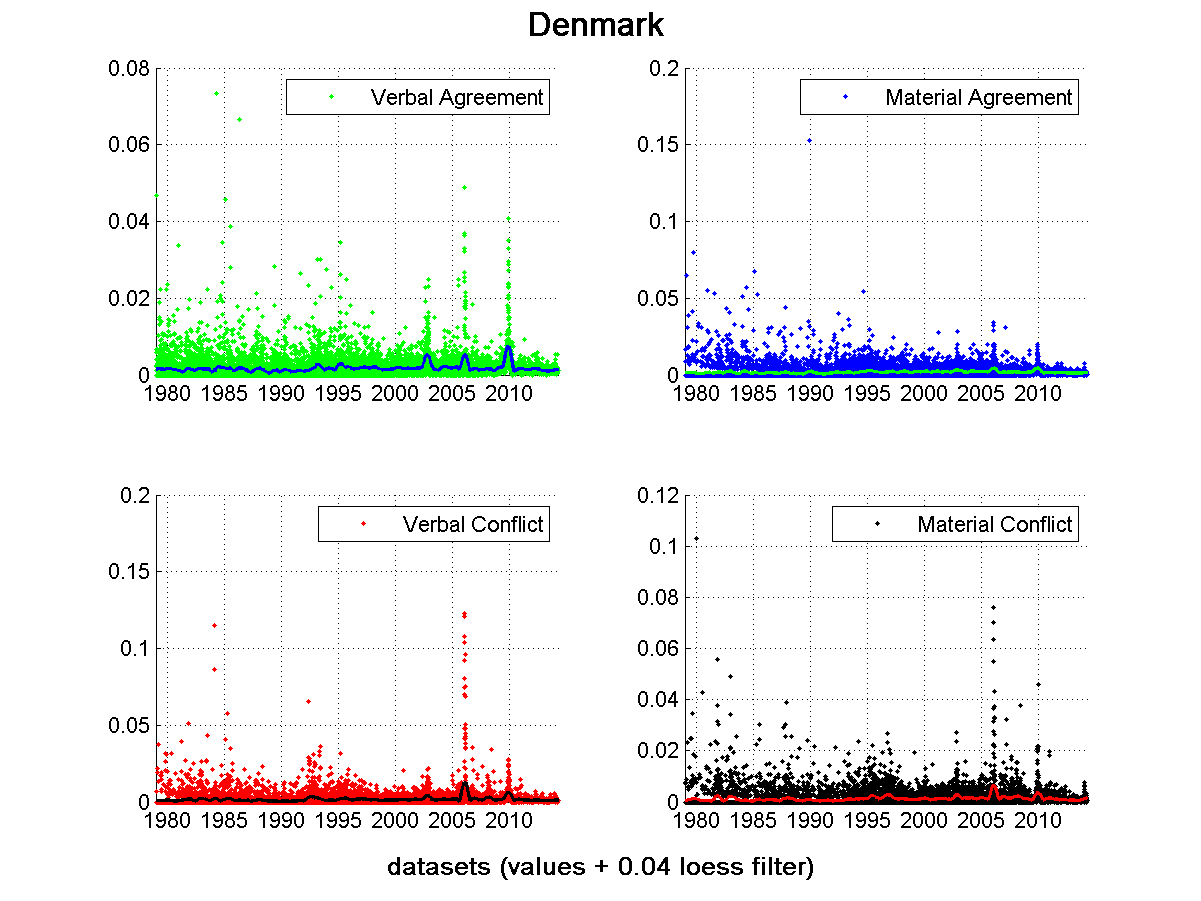 Denmark
Verbal Agreement
0.08
0.06
0.04
0.02
0
1980 1985 1990 1995 2000 2005 2010
Material Agreement
0.2
0.15
0.1
0.05
0
1980 1985 1990 1995 2000 2005 2010
Verbal Conflict
0.2
0.15
0.1
0.05
0
1980 1985 1990 1995 2000 2005 2010
Material Conflict
0.12
0.1
0.08
0.06
0.04
0.02
0
1980 1985 1990 1995 2000 2005 2010
datasets (values + 0.04 loess filter)